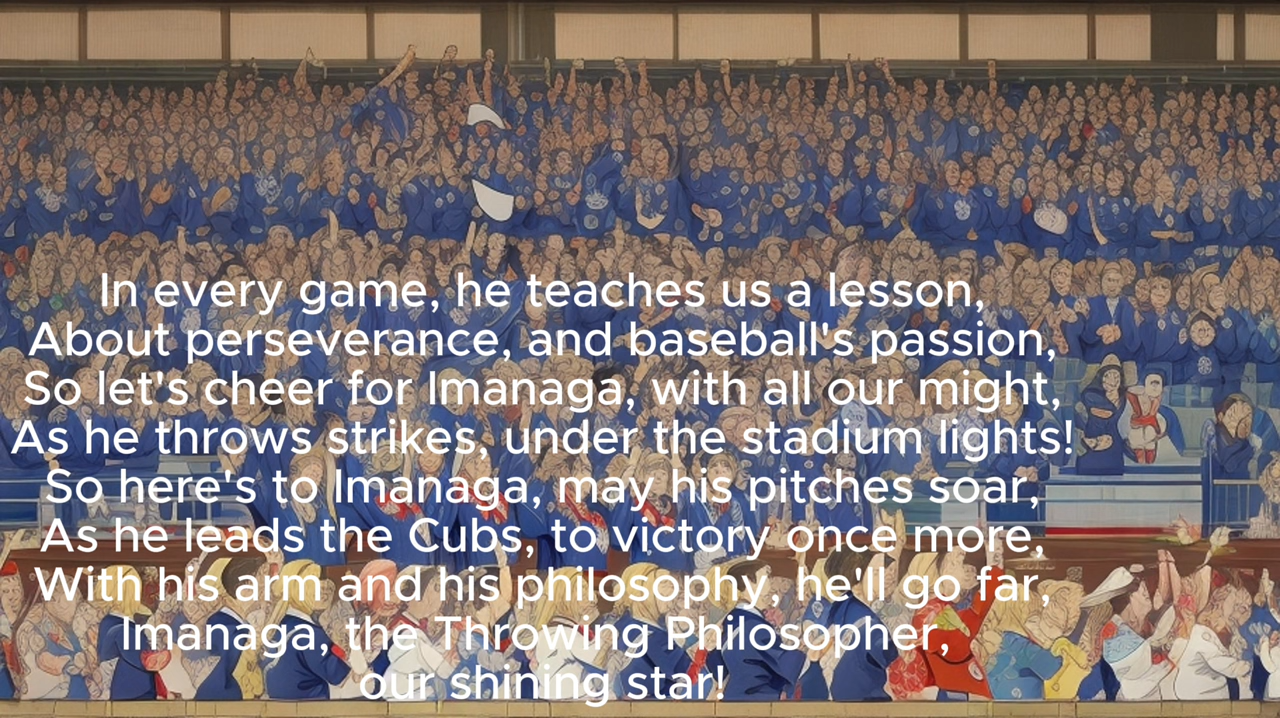 In every game, he teaches us a lesson,
About perseverance, and baseball's passion,
So let's cheer for Imanaga, with all our might,
As he throws strikes, under the stadium lights!
So here's to Imanaga, may his pitches soar,
As he leads the Cubs, to victory once more,
With his arm and his philosophy, he'll go far,
Imanaga, the Throwing Philosopher,
our shining star!